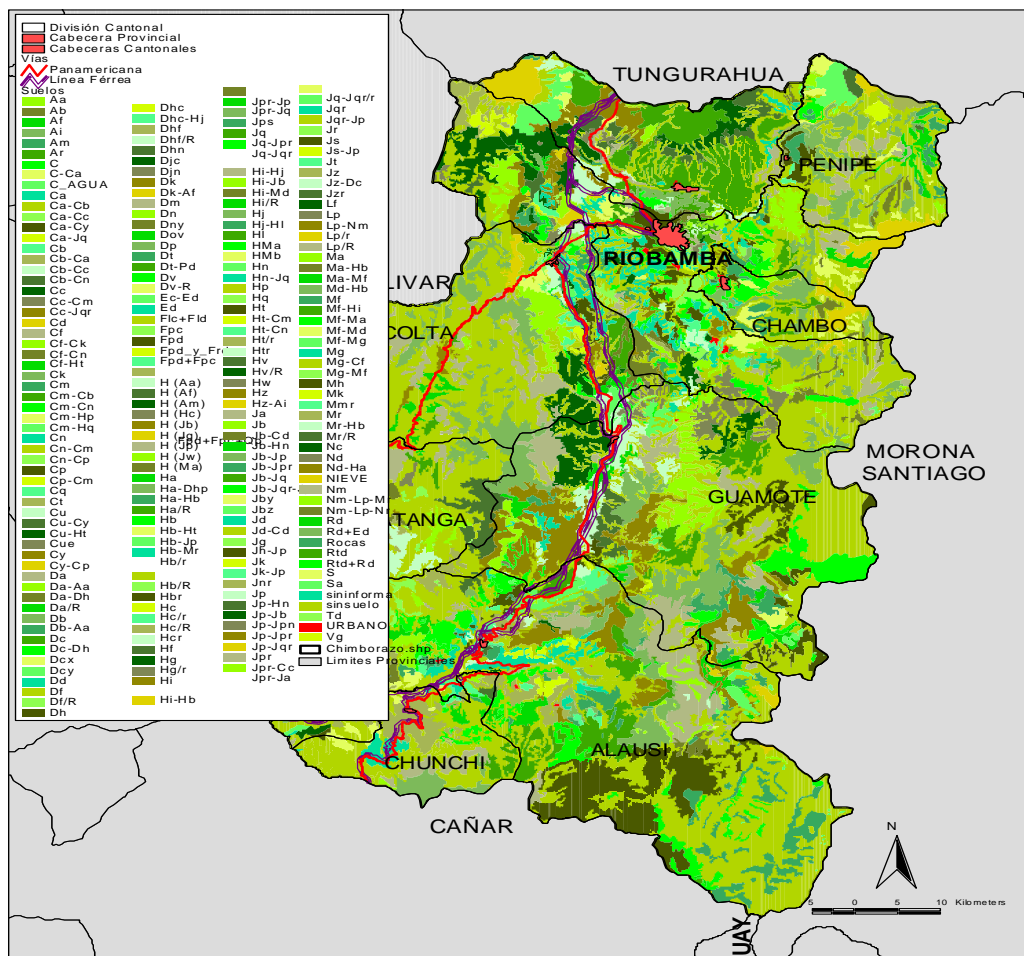 División Cantonal
Cabecera Provincial
Cabeceras Cantonales
Vías
Panamericana
Línea Férrea
Suelos
Aa
Ab
Af
Ai
Am
Ar
C
C-Ca
C_AGUA
Ca
Ca-Cb
Ca-Cc
Ca-Cy
Ca-Jq
Cb
Cb-Ca
Cb-Cc
Cb-Cn
Cc
Cc-Cm
Cc-Jqr
Cd
Cf
Cf-Ck
Cf-Cn
Cf-Ht
Ck
Cm
Cm-Cb
Cm-Cn
Cm-Hp
Cm-Hq
Cn
Cn-Cm
Cn-Cp
Cp
Cp-Cm
Cq
Ct
Cu
Cu-Cy
Cu-Ht
Cue
Cy
Cy-Cp
Da
Da-Aa
Da-Dh
Da/R
Db
Db-Aa
Dc
Dc-Dh
Dcx
Dcy
Dd
Df
Df/R
Dh
Dhc
Dhc-Hj
Dhf
Dhf/R
Dhn
Djc
Djn
Dk
Dk-Af
Dm
Dn
Dny
Dov
Dp
Dt
Dt-Pd
Dv
Dv-R
Ec-Ed
Ed
Flc+Fld
Fpc
Fpd
Fpd_y_Frd
Fpd+Fpc
H (Aa)
H (Af)
H (Am)
H (Hc)
H (Jb)
H (Jg)
H (Jp)
H (Jw)
H (Ma)
Ha
Ha-Dhp
Ha-Hb
Ha/R
Hb
Hb-Ht
Hb-Jp
Hb-Mr
Hb/r
Hb/R
Hbr
Hc
Hc/r
Hc/R
Hcr
Hf
Hg
Hg/r
Hi
Hi-Hb
Jpr-Jp
Jpr-Jq
Jps
Jq
Jq-Jpr
Jq-Jqr
Hi-Hj
Hi-Jb
Hi-Md
Hi/R
Hj
Hj-Hl
Hl
HMa
HMb
Hn
Hn-Jq
Hp
Hq
Ht
Ht-Cm
Ht-Cn
Ht/r
Htr
Hv
Hv/R
Hw
Hz
Hz-Ai
Ja
Jb
Jb-Cd
Jb-Hn
Jb-Jp
Jb-Jpr
Jb-Jq
Jb-Jqr-
Jby
Jbz
Jd
Jd-Cd
Jg
Jh-Jp
Jk
Jk-Jp
Jnr
Jp
Jp-Hn
Jp-Jb
Jp-Jpn
Jp-Jpr
Jp-Jqr
Jpr
Jpr-Cc
Jpr-Ja
Jq-Jqr/r
Jqr
Jqr-Jp
Jr
Js
Js-Jp
Jt
Jz
Jz-Dc
Jzr
Lf
Lp
Lp-Nm
Lp/r
Lp/R
Ma
Ma-Hb
Ma-Mf
Md-Hb
Mf
Mf-Hi
Mf-Ma
Mf-Md
Mf-Mg
Mg
Mg-Cf
Mg-Mf
Mh
Mk
Mmr
Mr
Mr-Hb
Mr/R
Nc
Nd
Nd-Ha
NIEVE
Nm
Nm-Lp-M
Nm-Lp-N
Rd
Rd+Ed
Rocas
Rtd
Rtd+Rd
S
Sa
sininforma
sinsuelo
Td
URBANO
Vg
Chimborazo.shp
Limites Provinciales
TUNGURAHUA
PENIPE
RIOBAMBA
LIVAR
COLTA
CHAMBO
MORONA
SANTIAGO
GUAMOTE
ATANGA
ALAUSI
CHUNCHI
CAÑAR
UAY
N
5 0 5 10 Kilometers